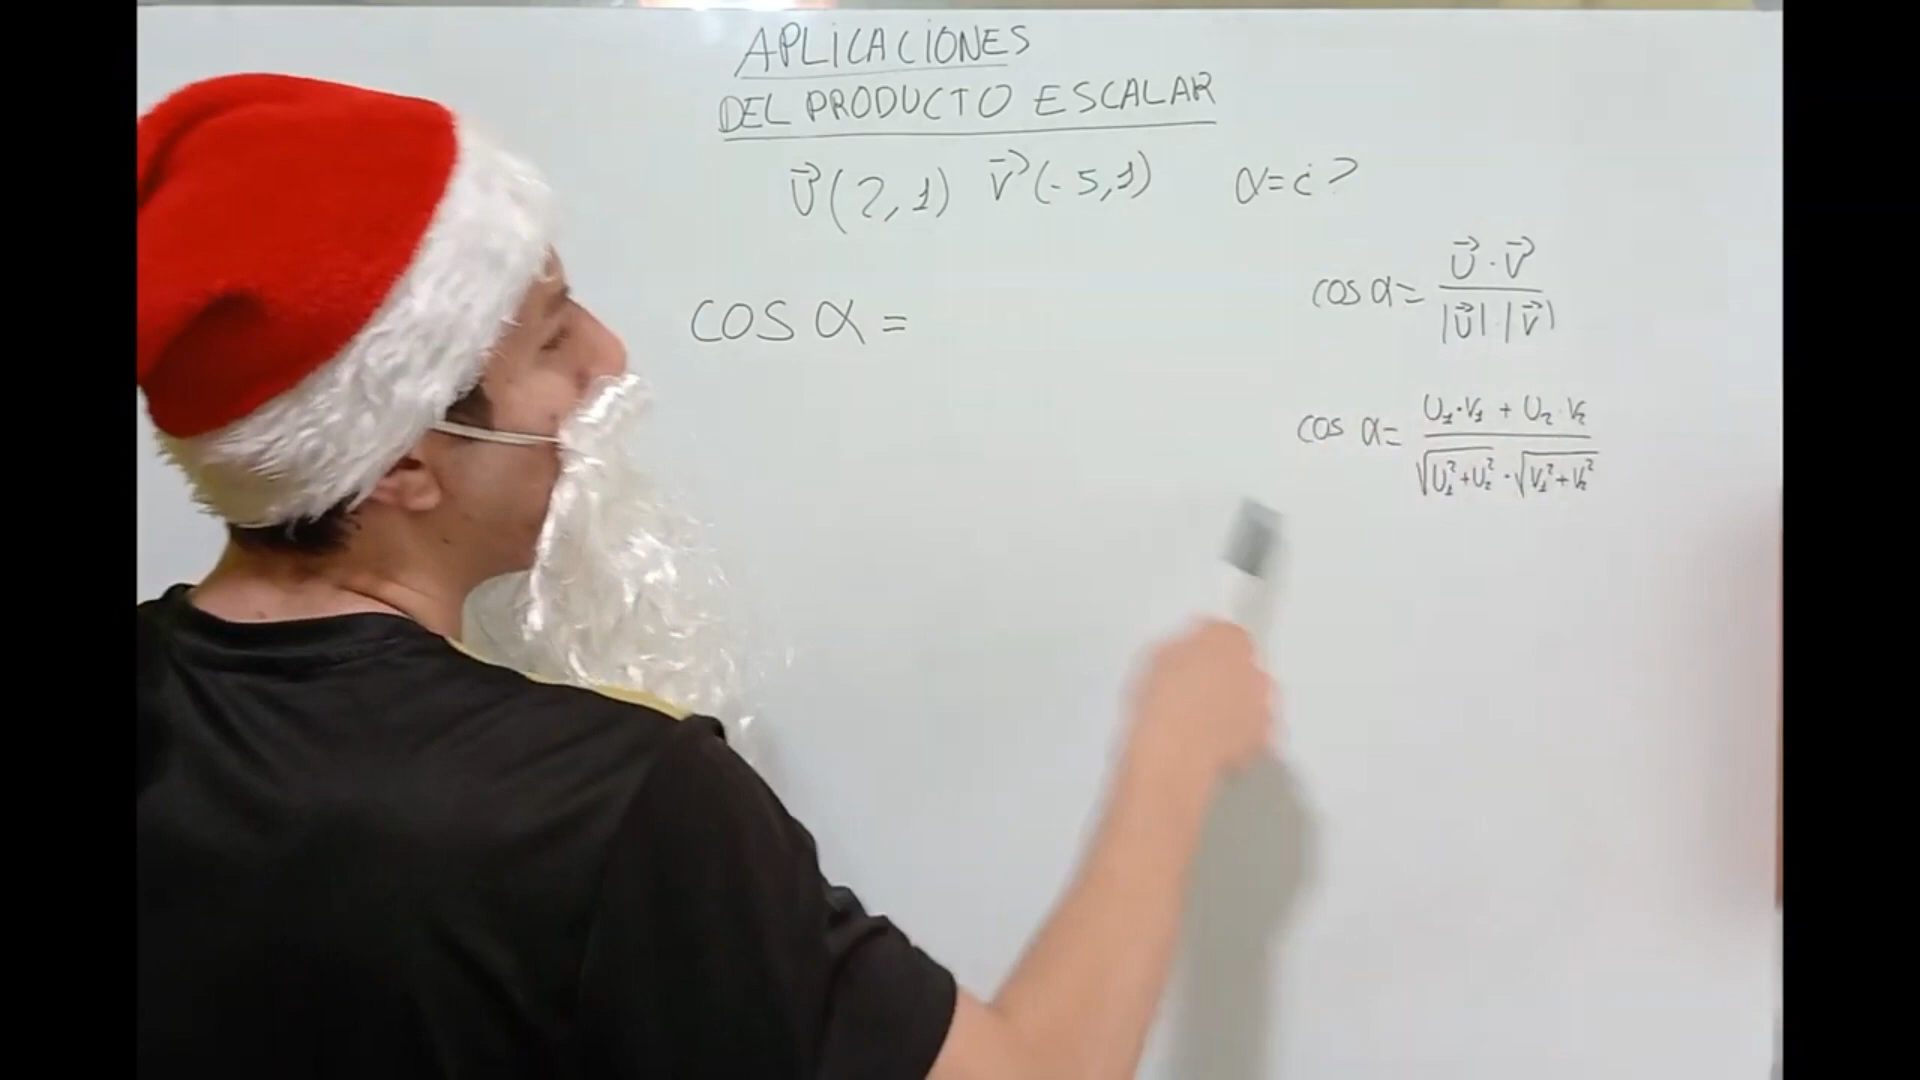 APLICACIONES
DEL PRODUCTO ESCALAR
U⃗(2,1) V⃗(-5,1) α=¿?
cos α = U⃗·V⃗ / |U⃗|·|V⃗|
COS α =
cos α = U₁·V₁ + U₂·V₂ / √U₁²+U₂² · √V₁²+V₂²